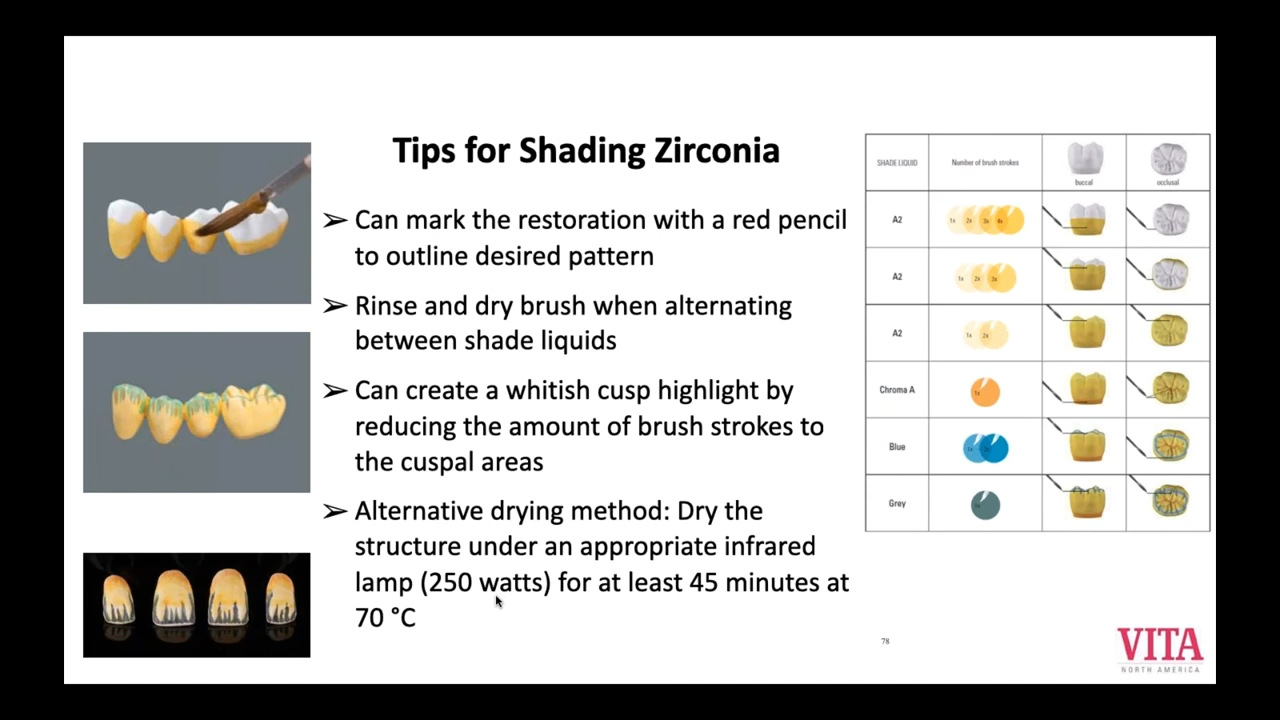 Tips for Shading Zirconia
➢ Can mark the restoration with a red pencil
to outline desired pattern
➢ Rinse and dry brush when alternating
between shade liquids
➢ Can create a whitish cusp highlight by
reducing the amount of brush strokes to
the cuspal areas
➢ Alternative drying method: Dry the
structure under an appropriate infrared
lamp (250 watts) for at least 45 minutes at
70 °C
SHADE LIQUID Number of brush strokes buccal occlusal
A2 1x 2x 3x 4x
A2 1x 2x 3x
A2 1x 2x
Chroma A 1x
Blue 1x
Grey
78
VITA
NORTH AMERICA